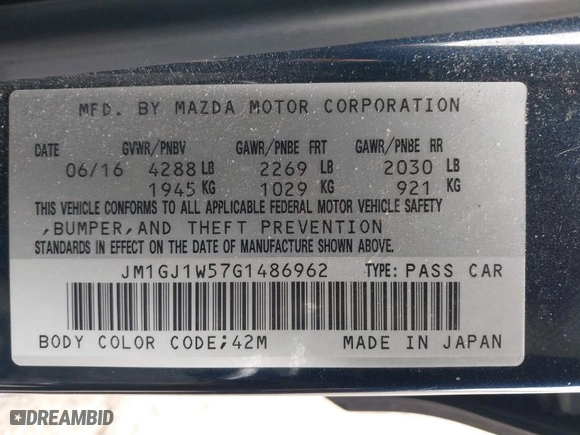 MFD. BY MAZDA MOTOR CORPORATION
DATE GVWR/PNBV GAWR/PNBE FRT GAWR/PNBE RR
06/16 4288 LB 2269 LB 2030 LB
1945 KG 1029 KG 921 KG
THIS VEHICLE CONFORMS TO ALL APPLICABLE FEDERAL MOTOR VEHICLE SAFETY
,BUMPER,AND THEFT PREVENTION
STANDARDS IN EFFECT ON THE DATE OF MANUFACTURE SHOWN ABOVE.
JM1GJ1W57G1486962 TYPE: PASS CAR
BODY COLOR CODE;42M MADE IN JAPAN
DREAMBID